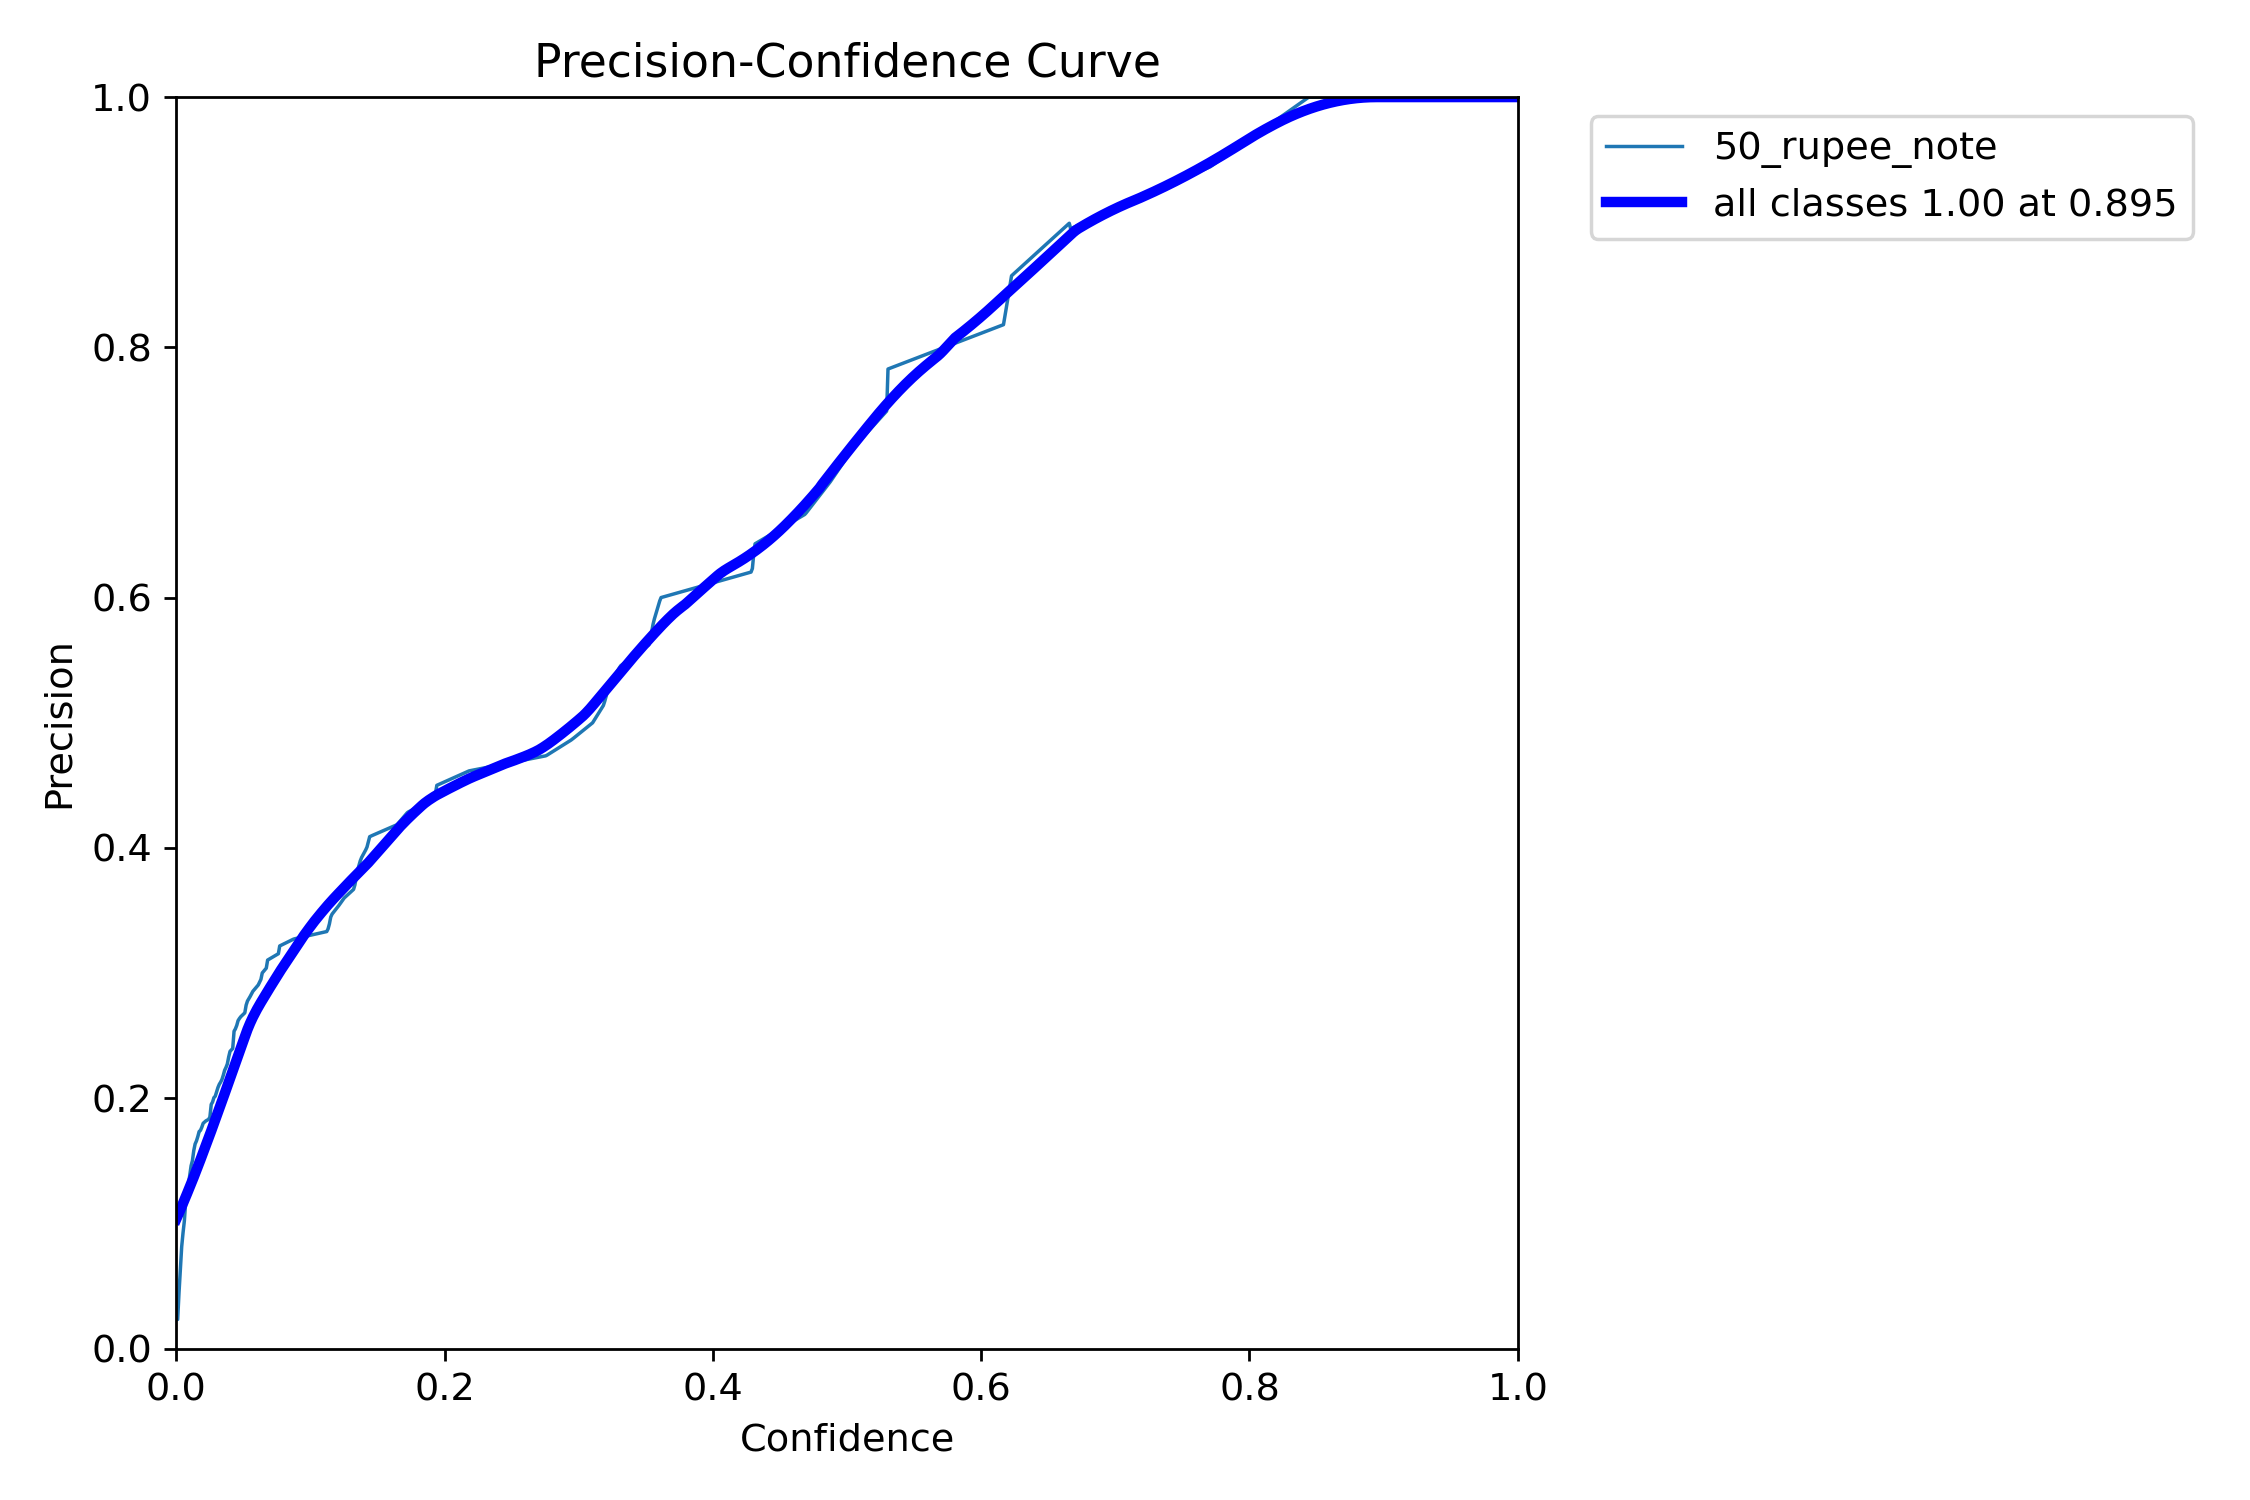 Precision-Confidence Curve
1.0
0.8
0.6
0.4
0.2
0.0
Precision
0.0 0.2 0.4 0.6 0.8 1.0
Confidence
50_rupee_note
all classes 1.00 at 0.895